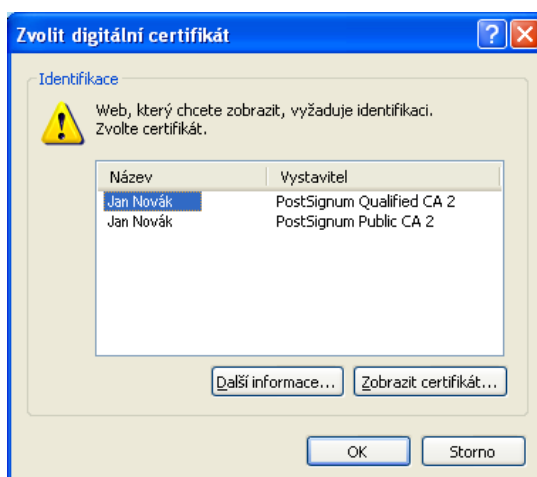 Zvolit digitální certifikát
Identifikace
Web, který chcete zobrazit, vyžaduje identifikaci.
Zvolte certifikát.
Název Vystavitel
Jan Novák PostSignum Qualified CA 2
Jan Novák PostSignum Public CA 2
Další informace... Zobrazit certifikát...
OK Storno